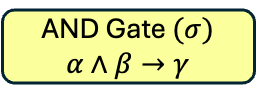 AND Gate (𝜎)
𝛼 ∧ 𝛽 → 𝛾